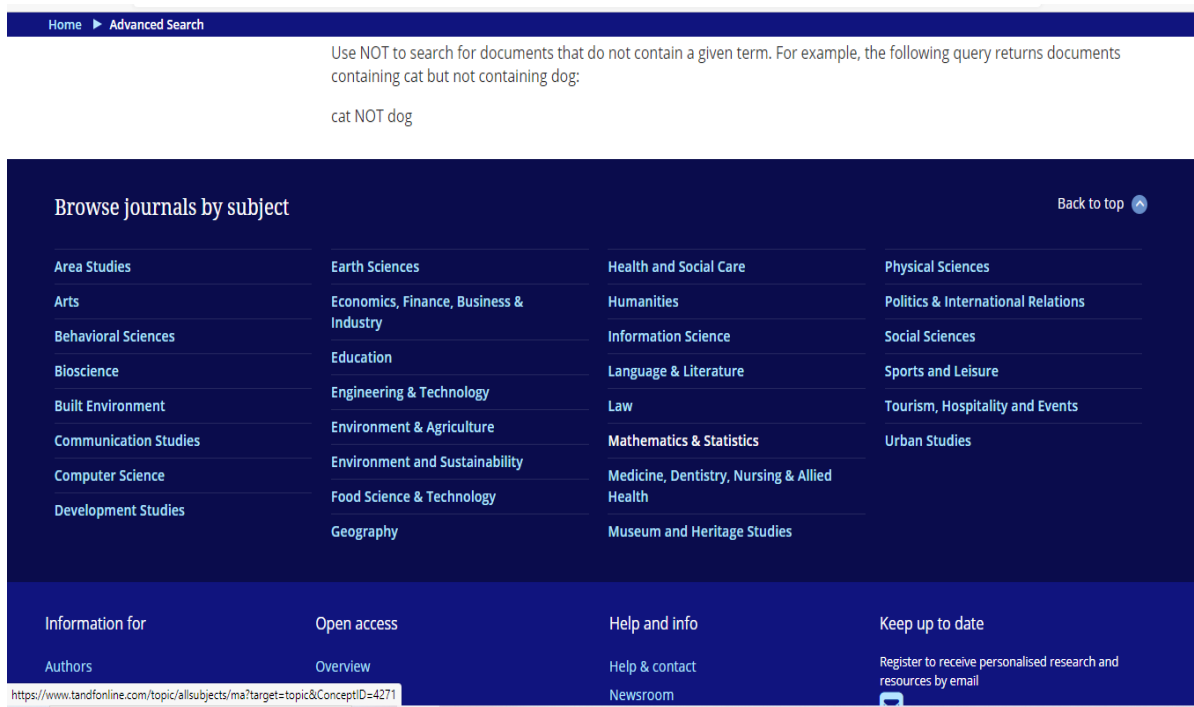 Home ▶ Advanced Search
Use NOT to search for documents that do not contain a given term. For example, the following query returns documents
containing cat but not containing dog:
cat NOT dog
Browse journals by subject
Back to top
Area Studies
Arts
Behavioral Sciences
Bioscience
Built Environment
Communication Studies
Computer Science
Development Studies
Earth Sciences
Economics, Finance, Business &
Industry
Education
Engineering & Technology
Environment & Agriculture
Environment and Sustainability
Food Science & Technology
Geography
Health and Social Care
Humanities
Information Science
Language & Literature
Law
Mathematics & Statistics
Medicine, Dentistry, Nursing & Allied
Health
Museum and Heritage Studies
Physical Sciences
Politics & International Relations
Social Sciences
Sports and Leisure
Tourism, Hospitality and Events
Urban Studies
Information for
Authors
Open access
Overview
Help and info
Help & contact
Newsroom
Keep up to date
Register to receive personalised research and
resources by email
https://www.tandfonline.com/topic/allsubjects/ma?target=topic&ConceptID=4271